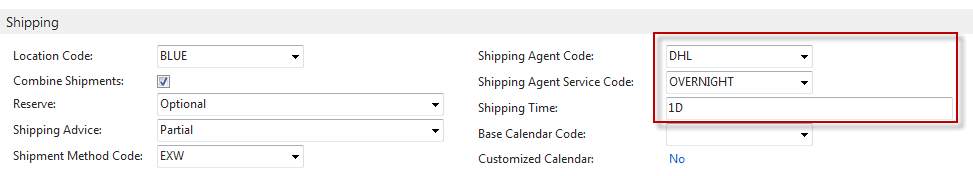 Shipping
Location Code: BLUE
Combine Shipments:
Reserve: Optional
Shipping Advice: Partial
Shipment Method Code: EXW
Shipping Agent Code: DHL
Shipping Agent Service Code: OVERNIGHT
Shipping Time: 1D
Base Calendar Code:
Customized Calendar: No